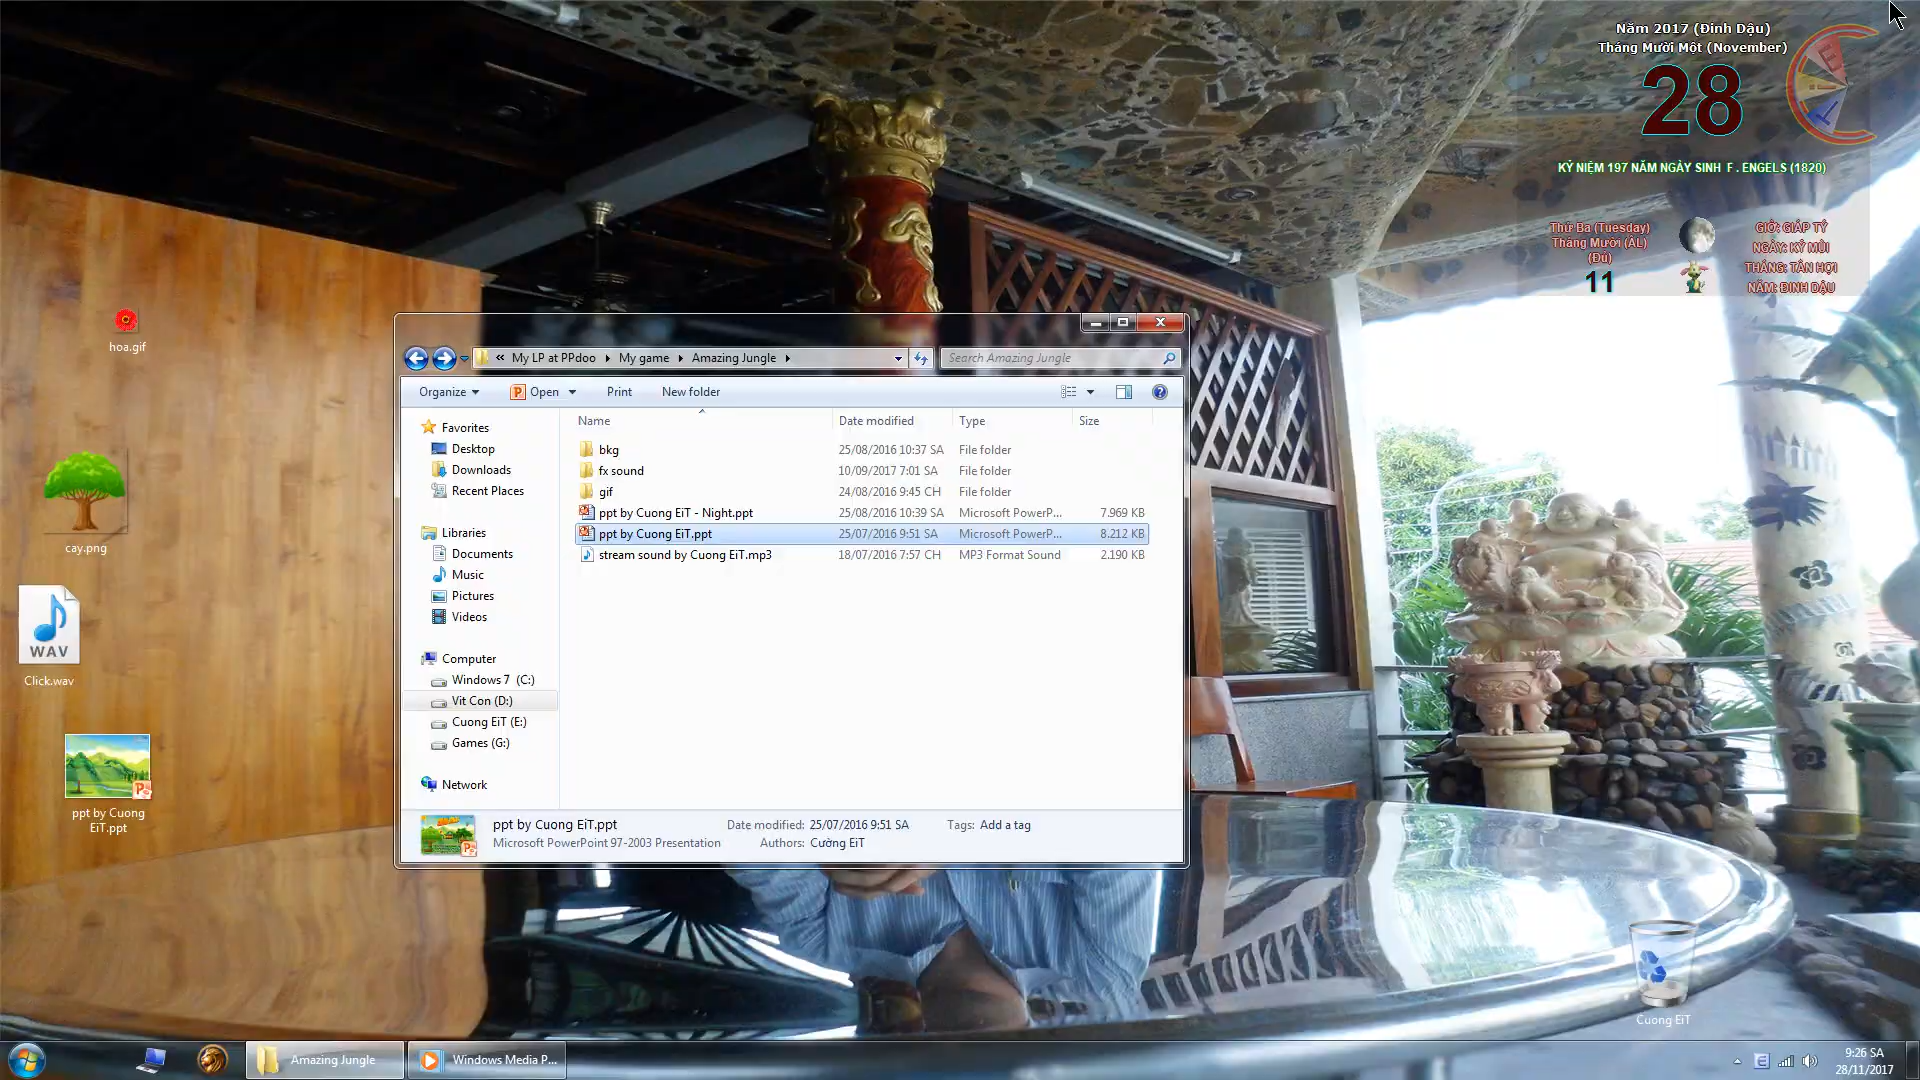 Năm 2017 (Đinh Dậu)
Tháng Mười Một (November)
28
KỶ NIỆM 197 NĂM NGÀY SINH F . ENGELS (1820)
Thứ Ba (Tuesday)
Tháng Mười (ÂL)
(Đủ)
11
GIỜ: GIÁP TÝ
NGÀY: KỶ MÙI
THÁNG: TÂN HỢI
NĂM: ĐINH DẬU
hoa.gif
cay.png
WAV
Click.wav
ppt by Cuong
EiT.ppt
« My LP at PPdoo My game Amazing Jungle
Search Amazing Jungle
Organize Open Print New folder
Name Date modified Type Size
bkg 25/08/2016 10:37 SA File folder
fx sound 10/09/2017 7:01 SA File folder
gif 24/08/2016 9:45 CH File folder
ppt by Cuong EiT - Night.ppt 25/08/2016 10:39 SA Microsoft PowerP... 7.969 KB
ppt by Cuong EiT.ppt 25/07/2016 9:51 SA Microsoft PowerP... 8.212 KB
stream sound by Cuong EiT.mp3 18/07/2016 7:57 CH MP3 Format Sound 2.190 KB
Favorites
Desktop
Downloads
Recent Places
Libraries
Documents
Music
Pictures
Videos
Computer
Windows 7 (C:)
Vit Con (D:)
Cuong EiT (E:)
Games (G:)
Network
ppt by Cuong EiT.ppt Date modified: 25/07/2016 9:51 SA Tags: Add a tag
Microsoft PowerPoint 97-2003 Presentation Authors: Cường EiT
Cuong EiT
Amazing Jungle
Windows Media P...
9:26 SA
28/11/2017